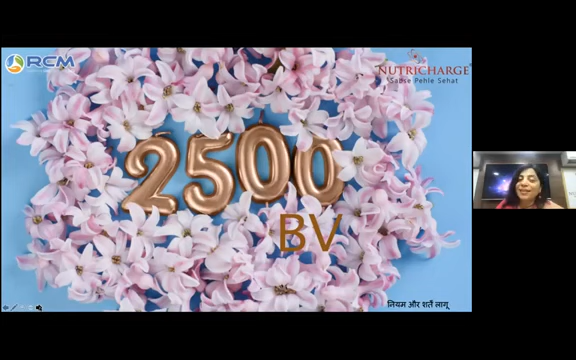 RCM
NUTRICHARGE
Sabse Pehle Sehat
2500
BV
नियम और शर्तें लागू